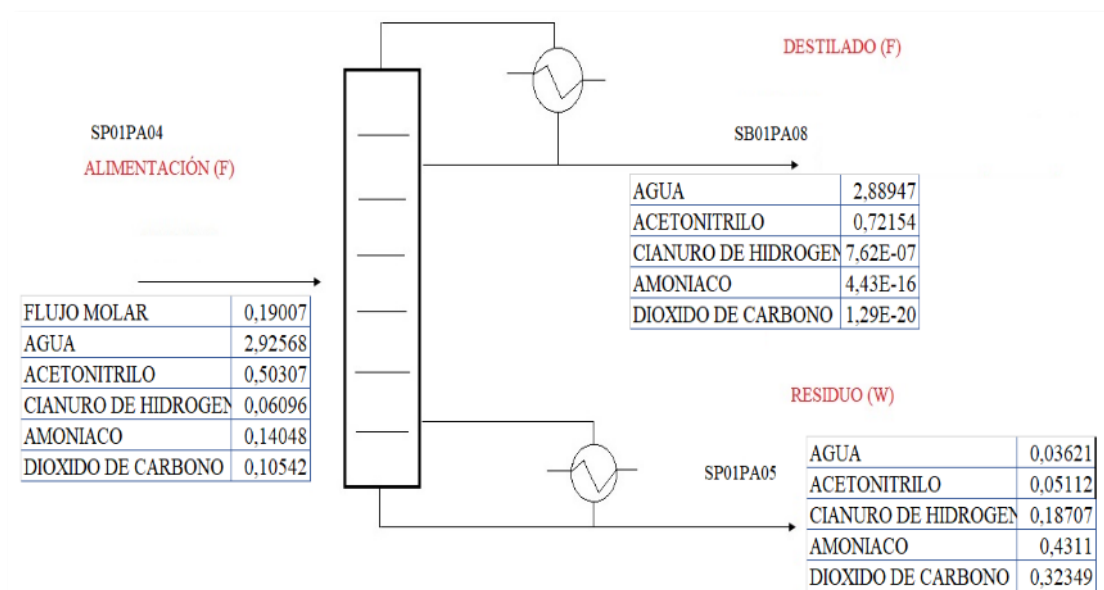 DESTILADO (F)
SP01PA04
SB01PA08
ALIMENTACIÓN (F)
AGUA 2,88947
ACETONITRILO 0,72154
CIANURO DE HIDROGEN 7,62E-07
AMONIACO 4,43E-16
DIOXIDO DE CARBONO 1,29E-20
FLUJO MOLAR 0,19007
AGUA 2,92568
ACETONITRILO 0,50307
CIANURO DE HIDROGEN 0,06096
AMONIACO 0,14048
DIOXIDO DE CARBONO 0,10542
RESIDUO (W)
SP01PA05
AGUA 0,03621
ACETONITRILO 0,05112
CIANURO DE HIDROGEN 0,18707
AMONIACO 0,4311
DIOXIDO DE CARBONO 0,32349